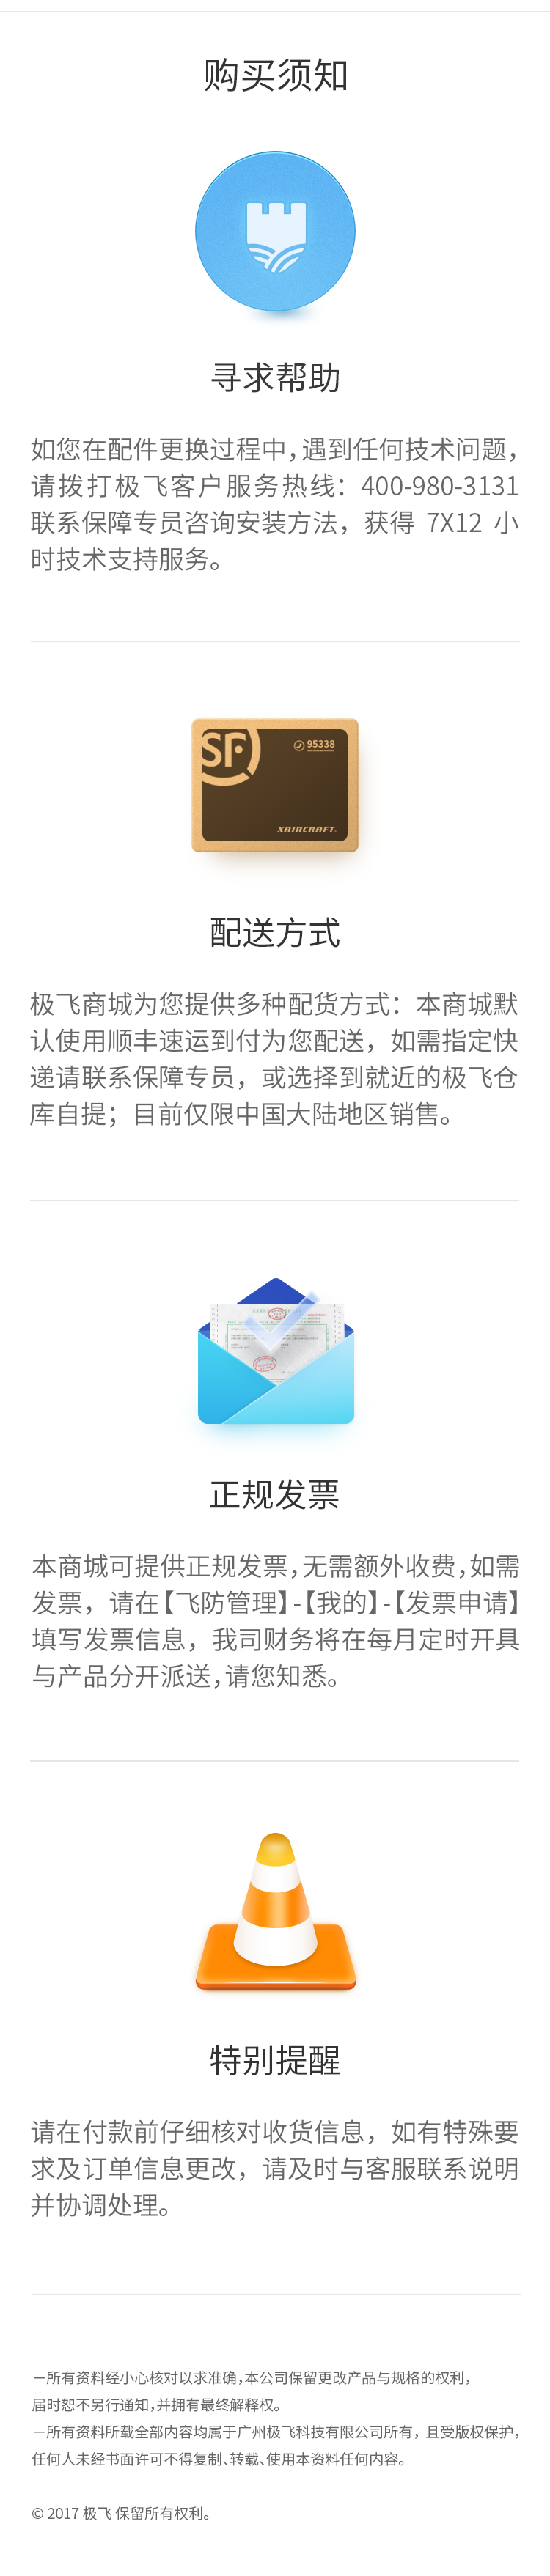 购买须知
寻求帮助
如您在配件更换过程中，遇到任何技术问题，
请拨打极飞客户服务热线：400-980-3131
联系保障专员咨询安装方法，获得 7X12 小
时技术支持服务。
SF
95338
XAIRCRAFT
配送方式
极飞商城为您提供多种配货方式：本商城默
认使用顺丰速运到付为您配送，如需指定快
递请联系保障专员，或选择到就近的极飞仓
库自提；目前仅限中国大陆地区销售。
正规发票
本商城可提供正规发票，无需额外收费，如需
发票，请在【飞防管理】-【我的】-【发票申请】
填写发票信息，我司财务将在每月定时开具
与产品分开派送，请您知悉。
特别提醒
请在付款前仔细核对收货信息，如有特殊要
求及订单信息更改，请及时与客服联系说明
并协调处理。
－所有资料经小心核对以求准确，本公司保留更改产品与规格的权利，
届时恕不另行通知，并拥有最终解释权。
－所有资料所载全部内容均属于广州极飞科技有限公司所有，且受版权保护，
任何人未经书面许可不得复制、转载、使用本资料任何内容。
© 2017 极飞 保留所有权利。